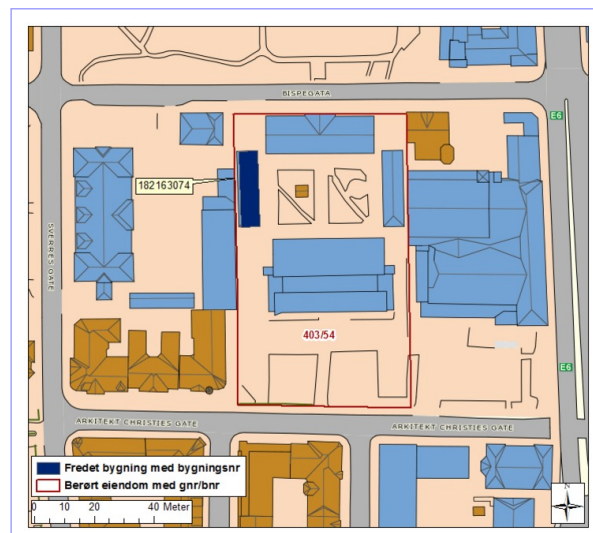 BISPEGATA
E6
182163074
SVERRES GATE
403/54
E6
ARKITEKT CHRISTIES GATE
ARKITEKT CHRISTIES GATE
Fredet bygning med bygningsnr
Berørt eiendom med gnr/bnr
0 10 20 40 Meter
N